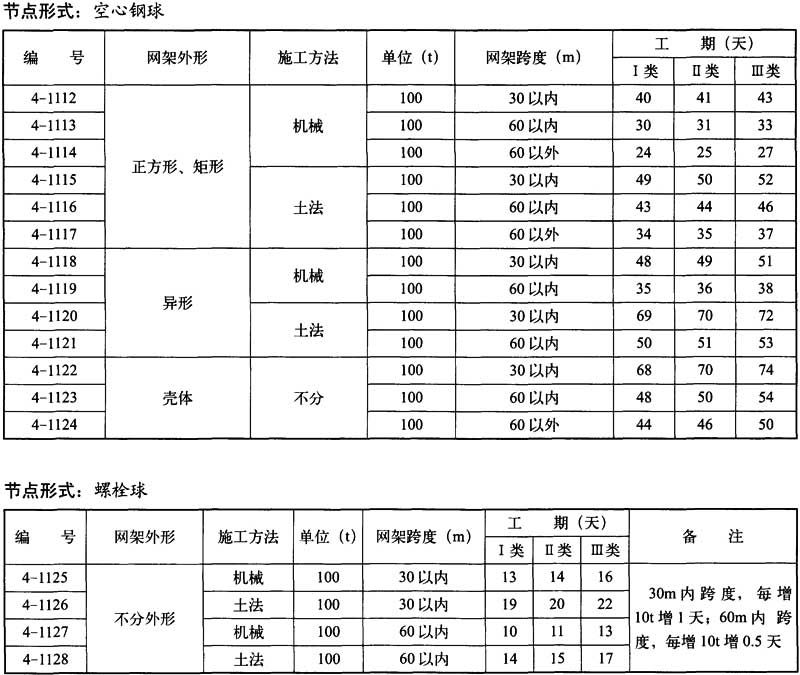 节点形式：空心钢球
编 号 网架外形 施工方法 单位（t） 网架跨度（m） 工 期（天）
Ⅰ类 Ⅱ类 Ⅲ类
4-1112 正方形、矩形 机械 100 30以内 40 41 43
4-1113 100 60以内 30 31 33
4-1114 100 60以外 24 25 27
4-1115 土法 100 30以内 49 50 52
4-1116 100 60以内 43 44 46
4-1117 100 60以外 34 35 37
4-1118 异形 机械 100 30以内 48 49 51
4-1119 100 60以内 35 36 38
4-1120 土法 100 30以内 69 70 72
4-1121 100 60以内 50 51 53
4-1122 壳体 不分 100 30以内 68 70 74
4-1123 100 60以内 48 50 54
4-1124 100 60以外 44 46 50
节点形式：螺栓球
编 号 网架外形 施工方法 单位（t） 网架跨度（m） 工 期（天） 备 注
Ⅰ类 Ⅱ类 Ⅲ类
4-1125 不分外形 机械 100 30以内 13 14 16
4-1126 土法 100 30以内 19 20 22
4-1127 机械 100 60以内 10 11 13
4-1128 土法 100 60以内 14 15 17
30m内跨度，每增
10t增1天；60m内 跨
度，每增10t增0.5天